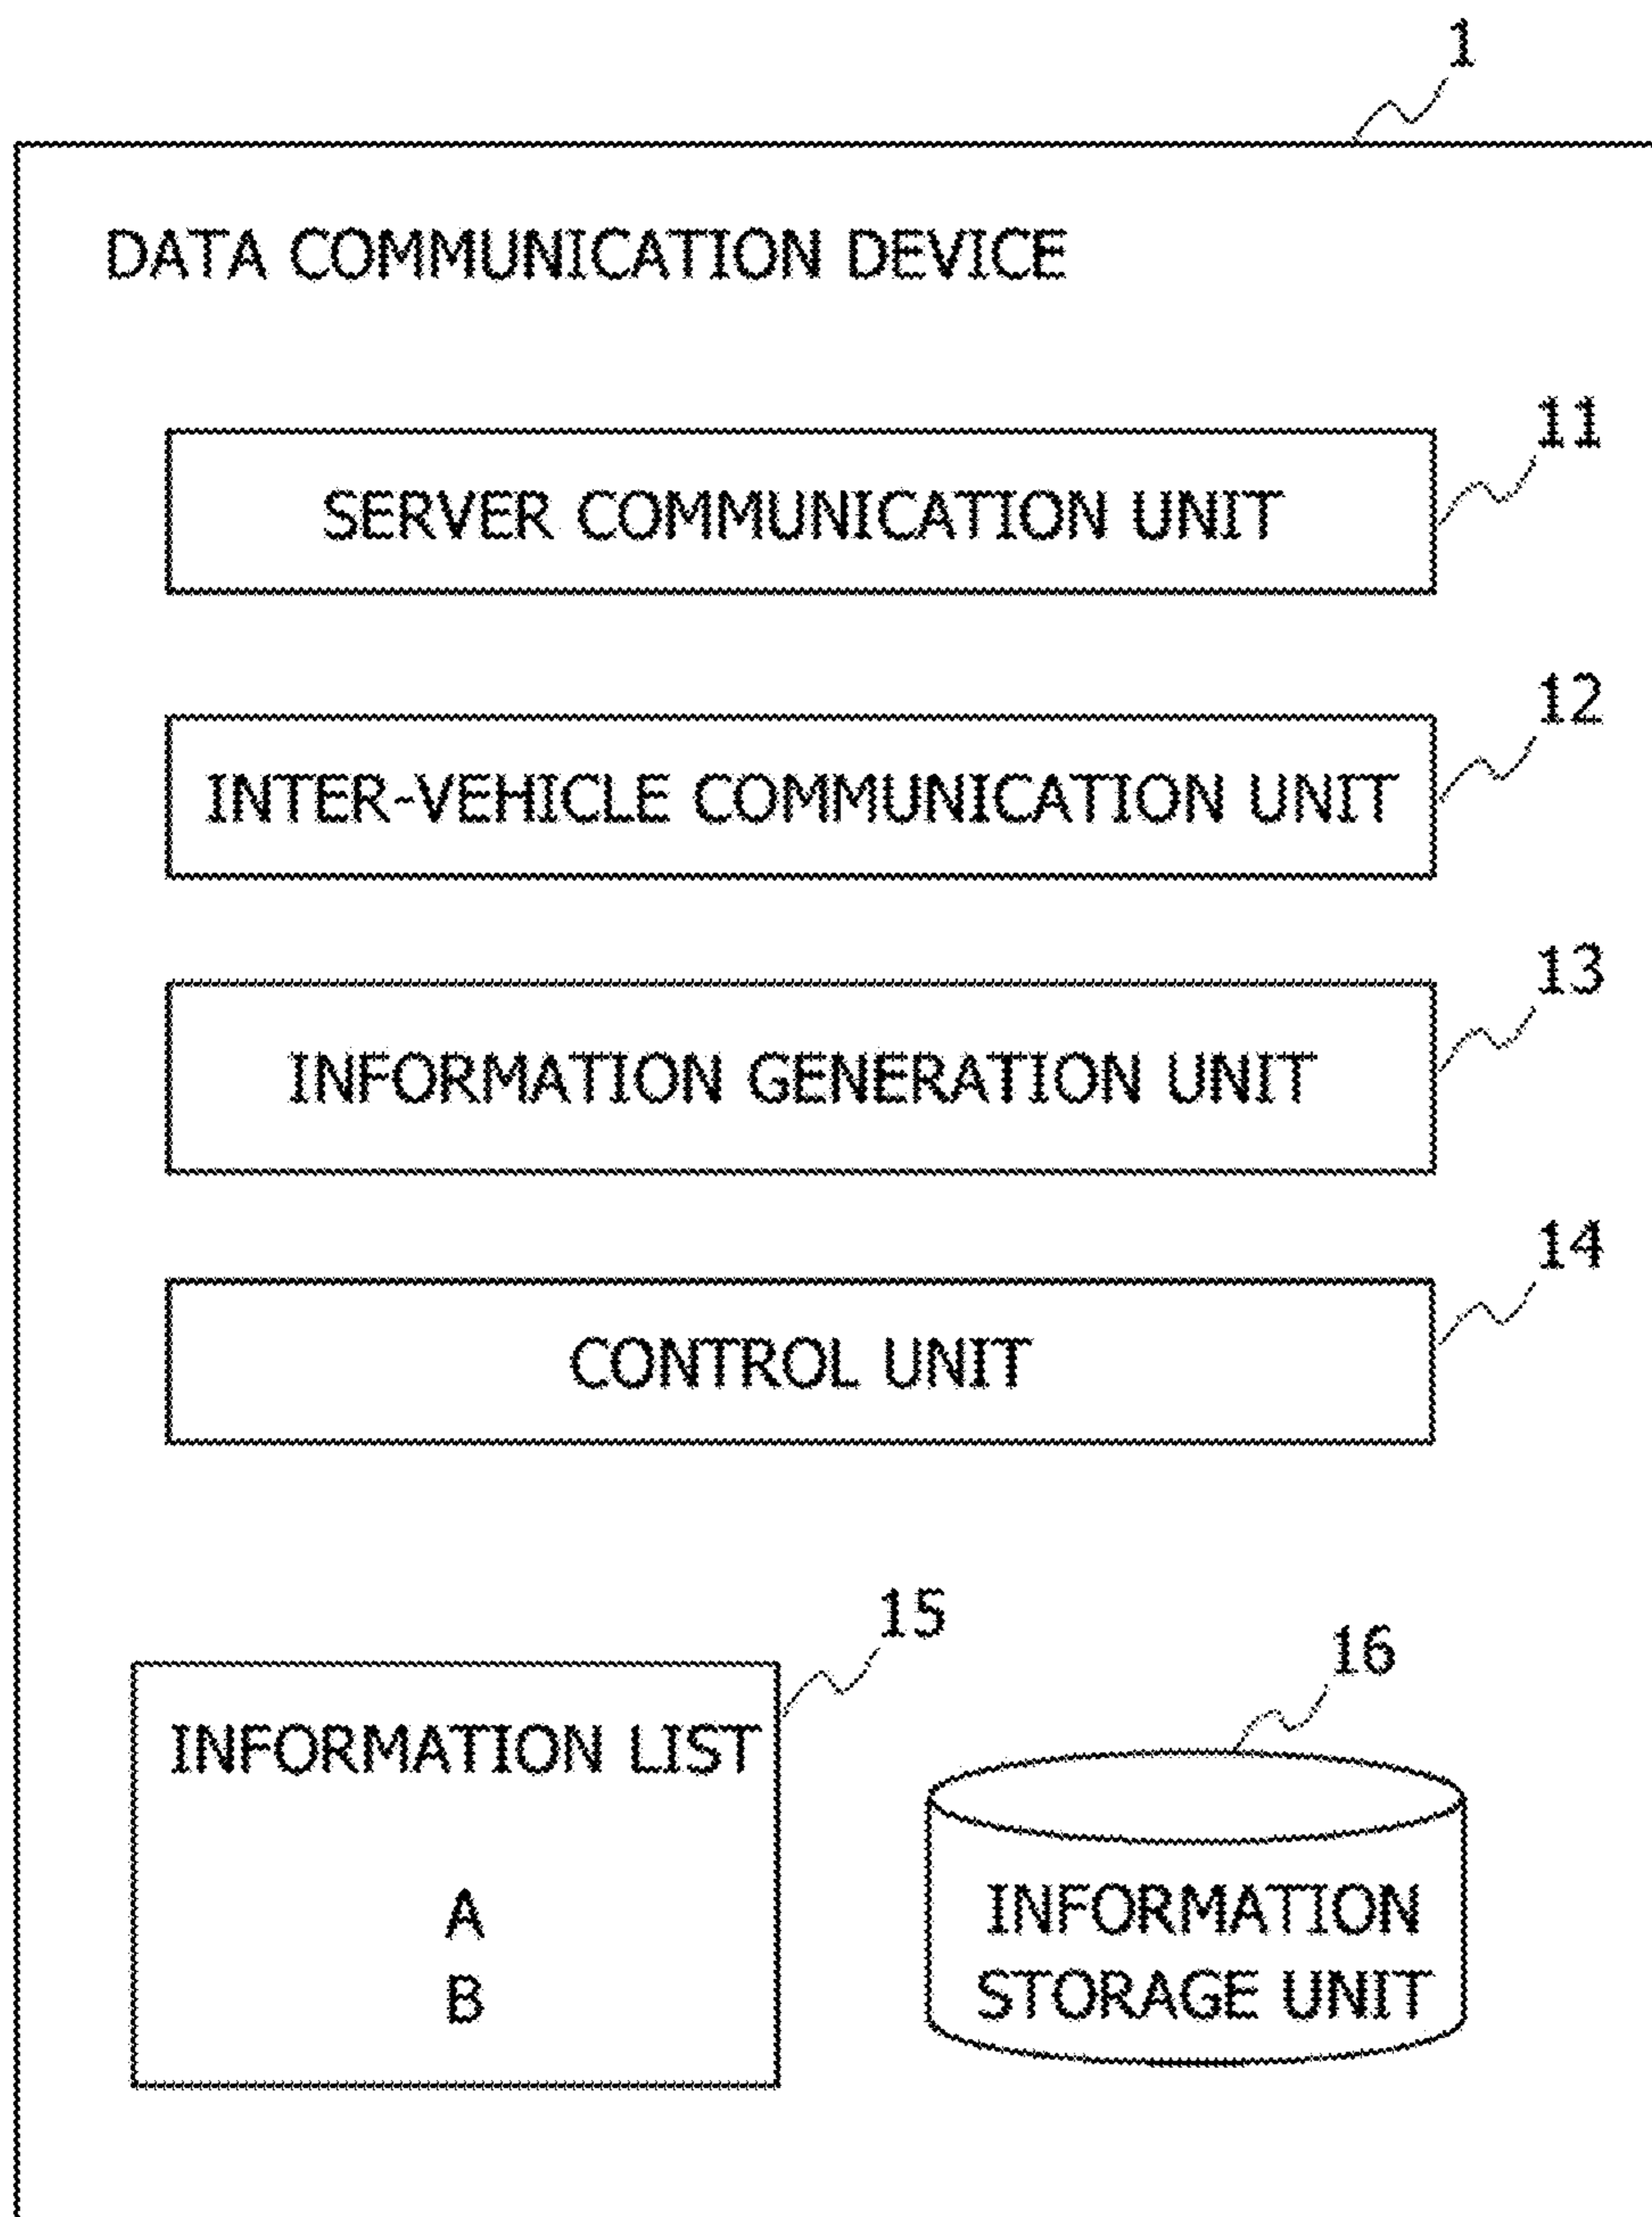 1
DATA COMMUNICATION DEVICE
11
SERVER COMMUNICATION UNIT
12
INTER-VEHICLE COMMUNICATION UNIT
13
INFORMATION GENERATION UNIT
14
CONTROL UNIT
15
INFORMATION LIST
A
B
16
INFORMATION
STORAGE UNIT